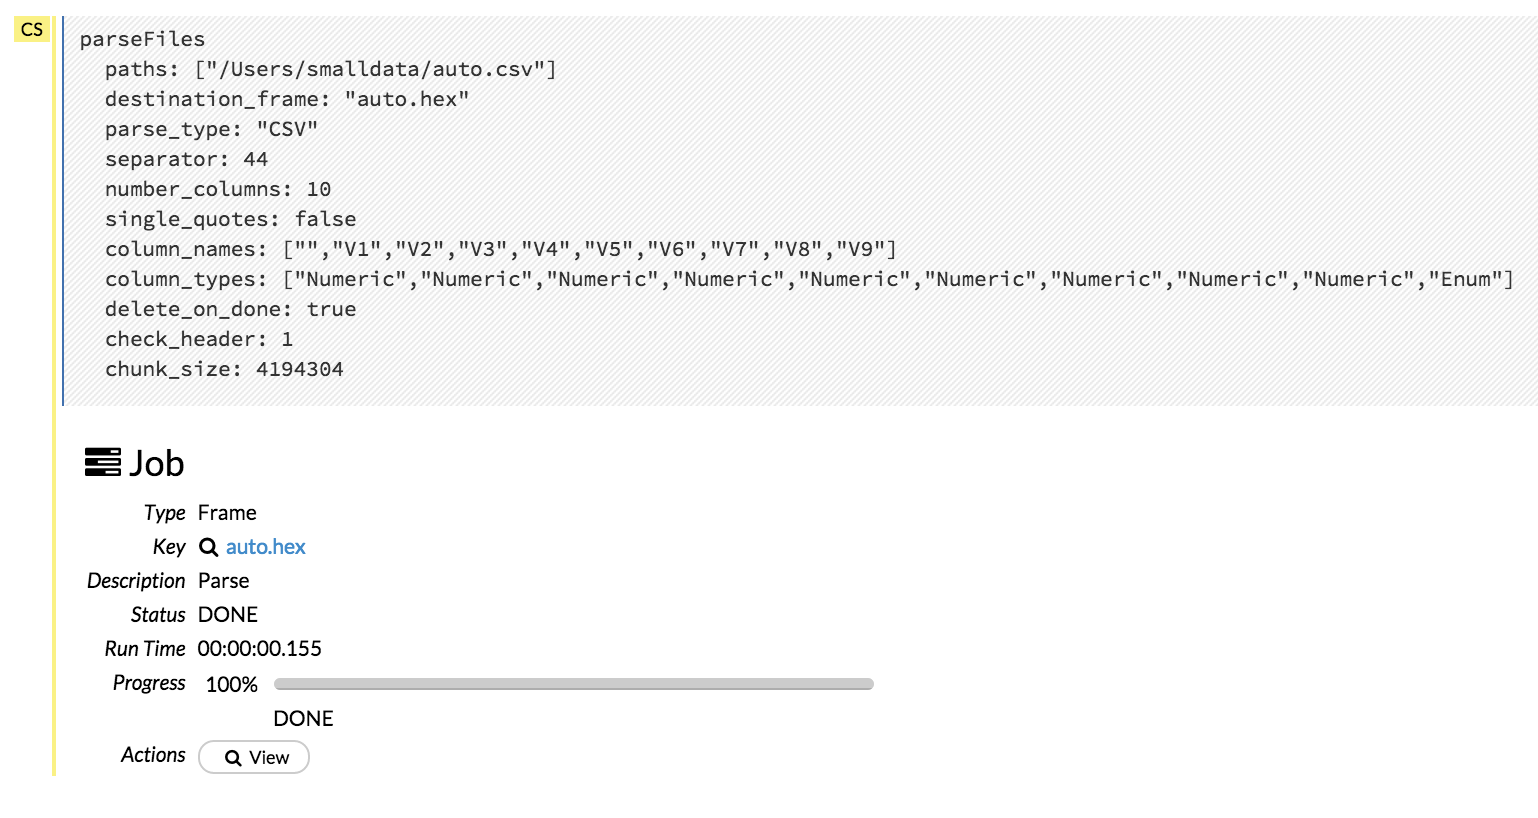 CS
parseFiles
  paths: ["/Users/smalldata/auto.csv"]
  destination_frame: "auto.hex"
  parse_type: "CSV"
  separator: 44
  number_columns: 10
  single_quotes: false
  column_names: ["","V1","V2","V3","V4","V5","V6","V7","V8","V9"]
  column_types: ["Numeric","Numeric","Numeric","Numeric","Numeric","Numeric","Numeric","Numeric","Numeric","Enum"]
  delete_on_done: true
  check_header: 1
  chunk_size: 4194304
Job
Type Frame
Key auto.hex
Description Parse
Status DONE
Run Time 00:00:00.155
Progress 100%
DONE
Actions View